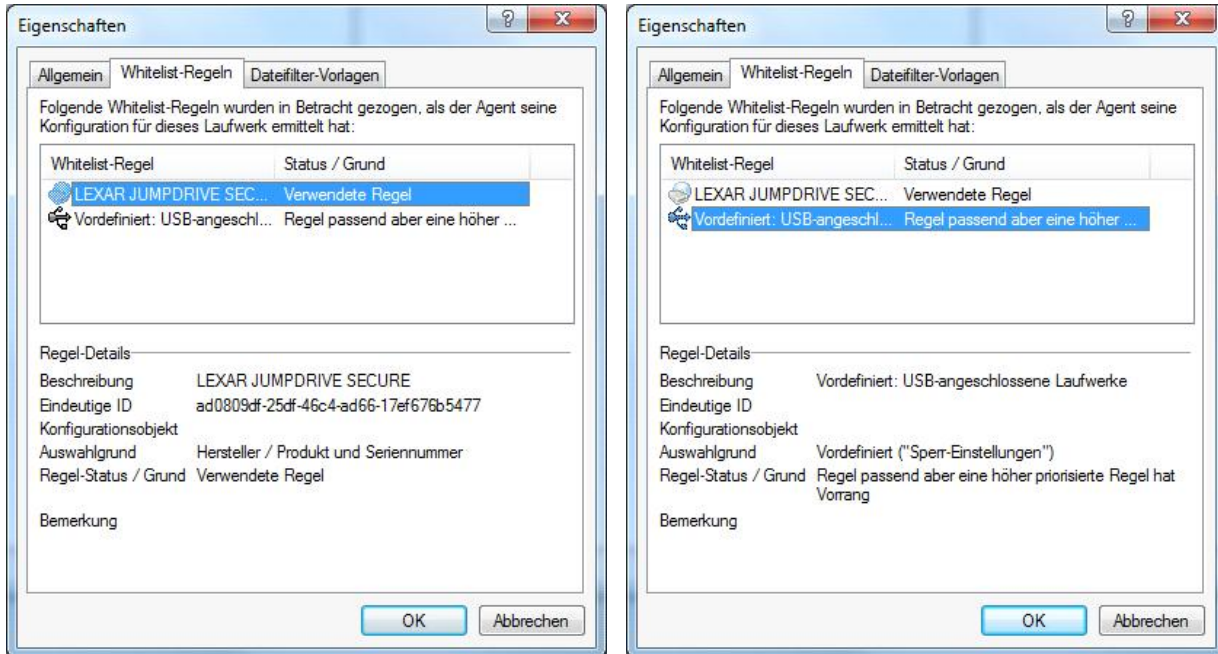 Eigenschaften
Allgemein Whitelist-Regeln Dateifilter-Vorlagen
Folgende Whitelist-Regeln wurden in Betracht gezogen, als der Agent seine
Konfiguration für dieses Laufwerk ermittelt hat:
Whitelist-Regel Status / Grund
LEXAR JUMPDRIVE SEC... Verwendete Regel
Vordefiniert: USB-angeschl... Regel passend aber eine höher ...
Regel-Details
Beschreibung LEXAR JUMPDRIVE SECURE
Eindeutige ID ad0809df-25df-46c4-ad66-17ef676b5477
Konfigurationsobjekt
Auswahlgrund Hersteller / Produkt und Seriennummer
Regel-Status / Grund Verwendete Regel
Bemerkung
OK Abbrechen
Eigenschaften
Allgemein Whitelist-Regeln Dateifilter-Vorlagen
Folgende Whitelist-Regeln wurden in Betracht gezogen, als der Agent seine
Konfiguration für dieses Laufwerk ermittelt hat:
Whitelist-Regel Status / Grund
LEXAR JUMPDRIVE SEC... Verwendete Regel
Vordefiniert: USB-angeschl... Regel passend aber eine höher ...
Regel-Details
Beschreibung Vordefiniert: USB-angeschlossene Laufwerke
Eindeutige ID
Konfigurationsobjekt
Auswahlgrund Vordefiniert ("Sperr-Einstellungen")
Regel-Status / Grund Regel passend aber eine höher priorisierte Regel hat
Vorrang
Bemerkung
OK Abbrechen